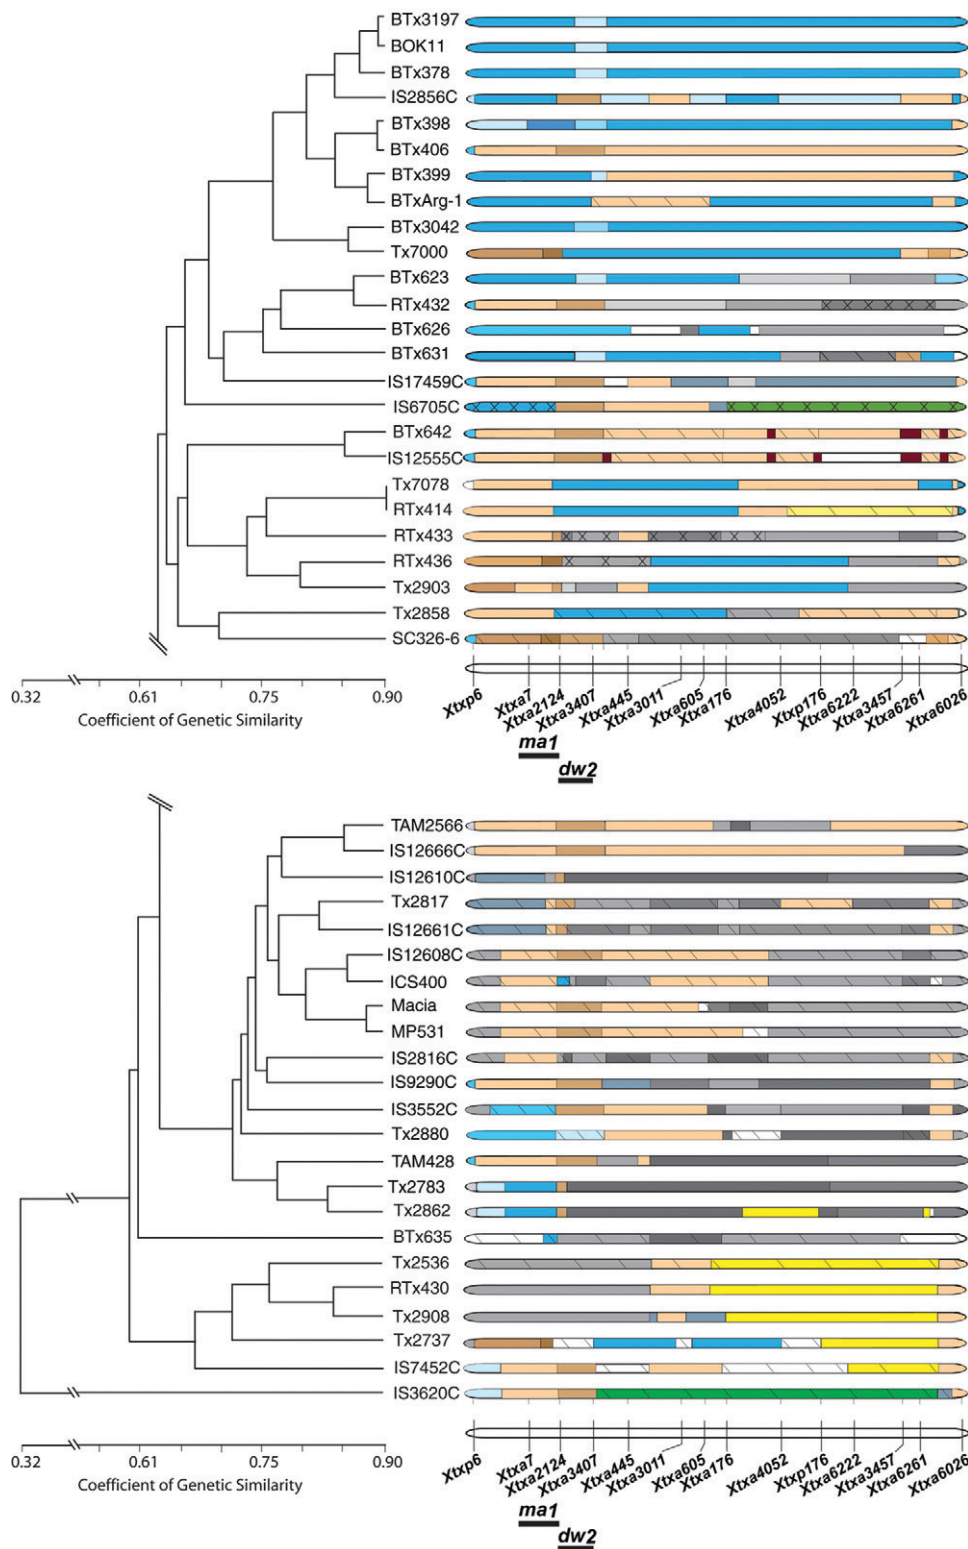 BTx3197
BOK11
BTx378
IS2856C
BTx398
BTx406
BTx399
BTxArg-1
BTx3042
Tx7000
BTx623
RTx432
BTx626
BTx631
IS17459C
IS6705C
BTx642
IS12555C
Tx7078
RTx414
RTx433
RTx436
Tx2903
Tx2858
SC326-6
0.32 0.61 0.75 0.90
Coefficient of Genetic Similarity
Xtxp6 Xtxa7 Xtxa2124 Xtxa3407 Xtxa445 Xtxa3011 Xtxa605 Xtxa176 Xtxa4052 Xtxp176 Xtxa6222 Xtxa3457 Xtxa6261 Xtxa6026
ma1
dw2
TAM2566
IS12666C
IS12610C
Tx2817
IS12661C
IS12608C
ICS400
Macia
MP531
IS2816C
IS9290C
IS3552C
Tx2880
TAM428
Tx2783
Tx2862
BTx635
Tx2536
RTx430
Tx2908
Tx2737
IS7452C
IS3620C
0.32 0.61 0.75 0.90
Coefficient of Genetic Similarity
Xtxp6 Xtxa7 Xtxa2124 Xtxa3407 Xtxa445 Xtxa3011 Xtxa605 Xtxa176 Xtxa4052 Xtxp176 Xtxa6222 Xtxa3457 Xtxa6261 Xtxa6026
ma1
dw2